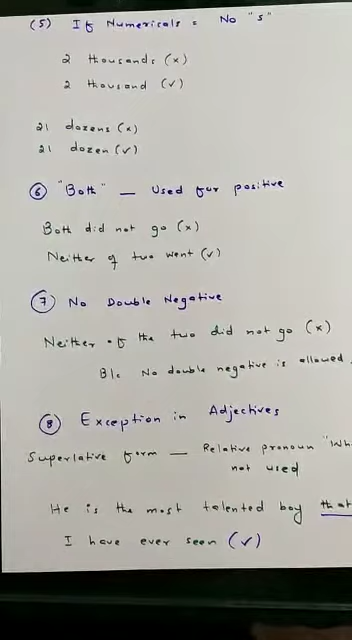 (5) If Numericals = No "s"
2 thousands (x)
2 thousand (✓)
21 dozens (x)
21 dozen (✓)
⑥ "Both" — Used for positive
Both did not go (x)
Neither of two went (✓)
⑦ No Double Negative
Neither of the two did not go (x)
B/c No double negative is allowed.
⑧ Exception in Adjectives
Superlative form — Relative pronoun "Wh
not used
He is the most talented boy that
I have ever seen (✓)